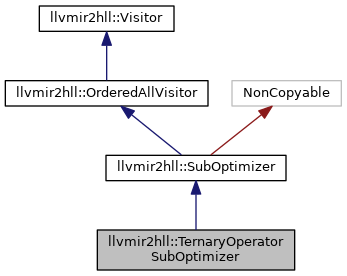 llvmir2hll::Visitor
llvmir2hll::OrderedAllVisitor
NonCopyable
llvmir2hll::SubOptimizer
llvmir2hll::TernaryOperator
SubOptimizer